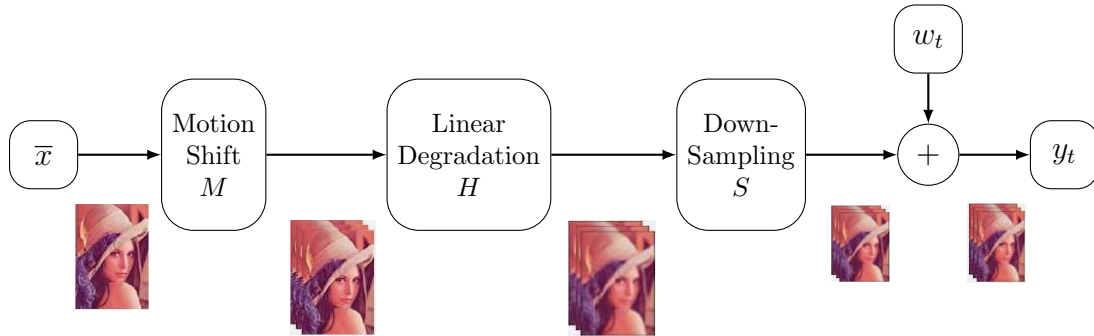 w_t
x̅
Motion
Shift
M
Linear
Degradation
H
Down-
Sampling
S
+
y_t